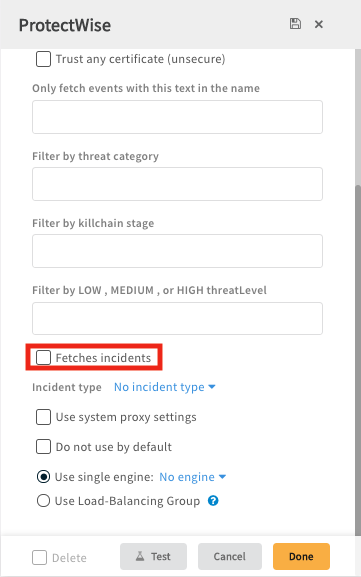 ProtectWise
Trust any certificate (unsecure)
Only fetch events with this text in the name
Filter by threat category
Filter by killchain stage
Filter by LOW , MEDIUM , or HIGH threatLevel
Fetches incidents
Incident type No incident type
Use system proxy settings
Do not use by default
Use single engine: No engine
Use Load-Balancing Group ?
Delete Test Cancel Done